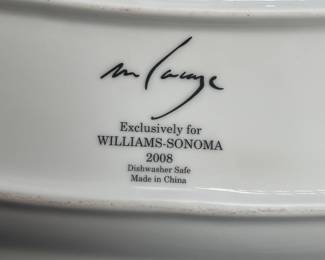 Exclusively for
WILLIAMS-SONOMA
2008
Dishwasher Safe
Made in China